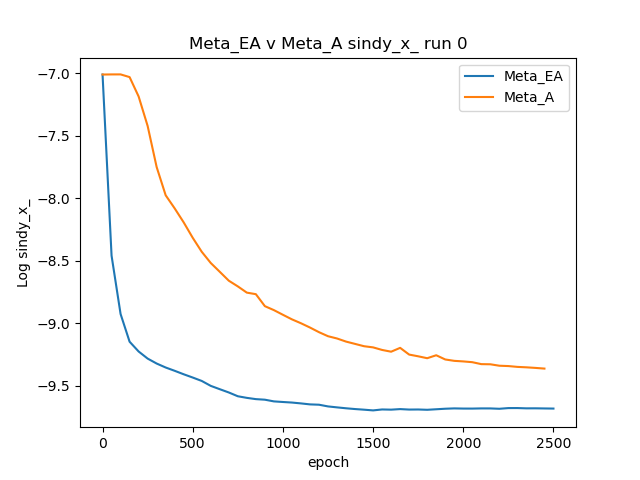 Meta_EA v Meta_A sindy_x_ run 0
Meta_EA
Meta_A
Log sindy_x_
−7.0
−7.5
−8.0
−8.5
−9.0
−9.5
0
500
1000
1500
2000
2500
epoch